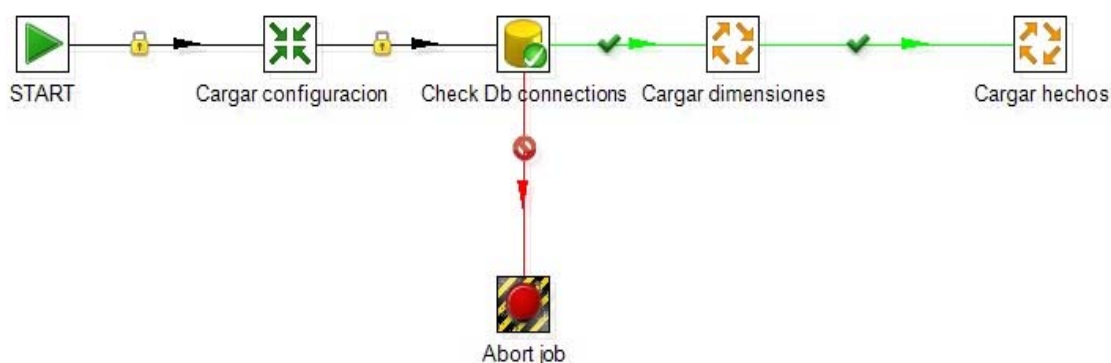 START
Cargar configuracion
Check Db connections
Cargar dimensiones
Cargar hechos
Abort job